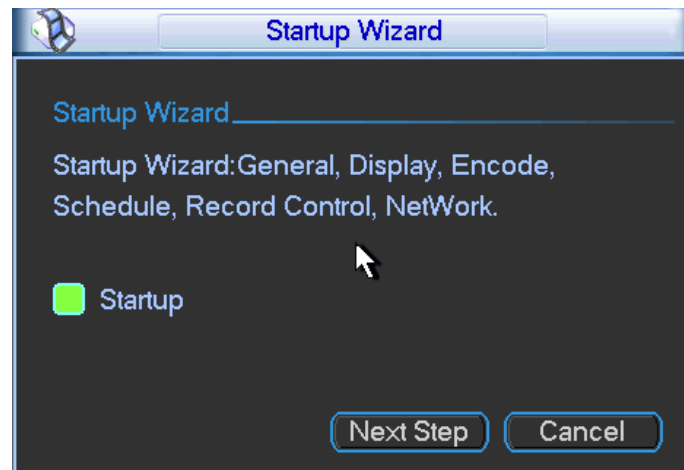 Startup Wizard
Startup Wizard
Startup Wizard:General, Display, Encode,
Schedule, Record Control, NetWork.
Startup
Next Step Cancel